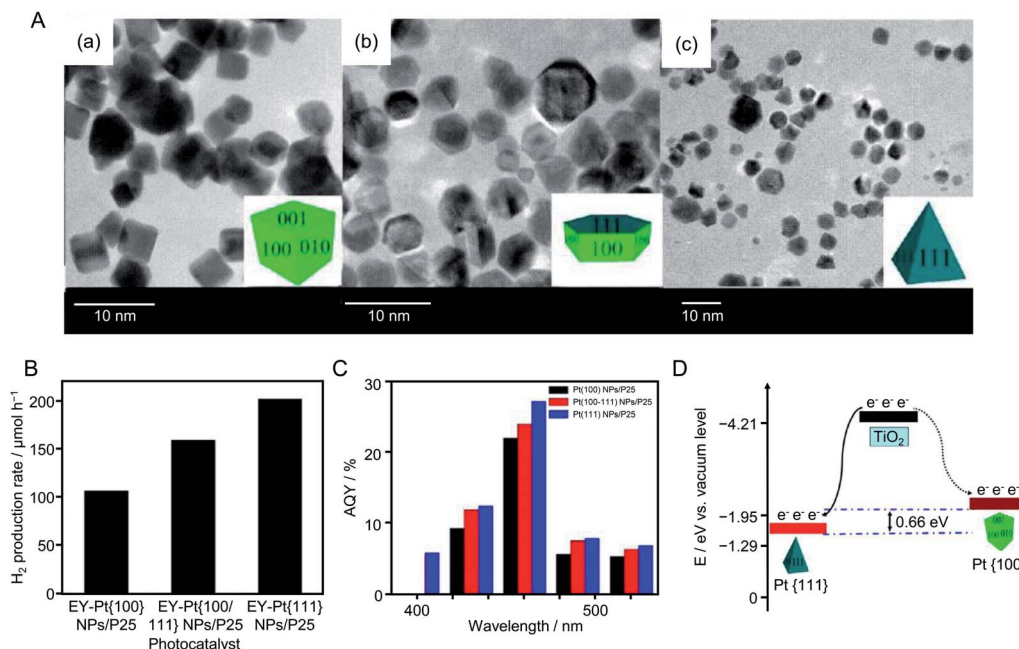 A
(a)
(b)
(c)
001
100 010
111
100
111
10 nm
10 nm
10 nm
B
H₂ production rate / μmol h⁻¹
200
150
100
50
0
EY-Pt{100} NPs/P25
EY-Pt{100/111} NPs/P25
EY-Pt{111} NPs/P25
Photocatalyst
C
AQY / %
30
20
10
0
Pt(100) NPs/P25
Pt(100-111) NPs/P25
Pt(111) NPs/P25
400
500
Wavelength / nm
D
E / eV vs. vacuum level
−4.21
−1.95
−1.29
0
e⁻ e⁻ e⁻
TiO₂
e⁻ e⁻ e⁻
111
Pt {111}
0.66 eV
e⁻ e⁻ e⁻
001
100 010
Pt {100